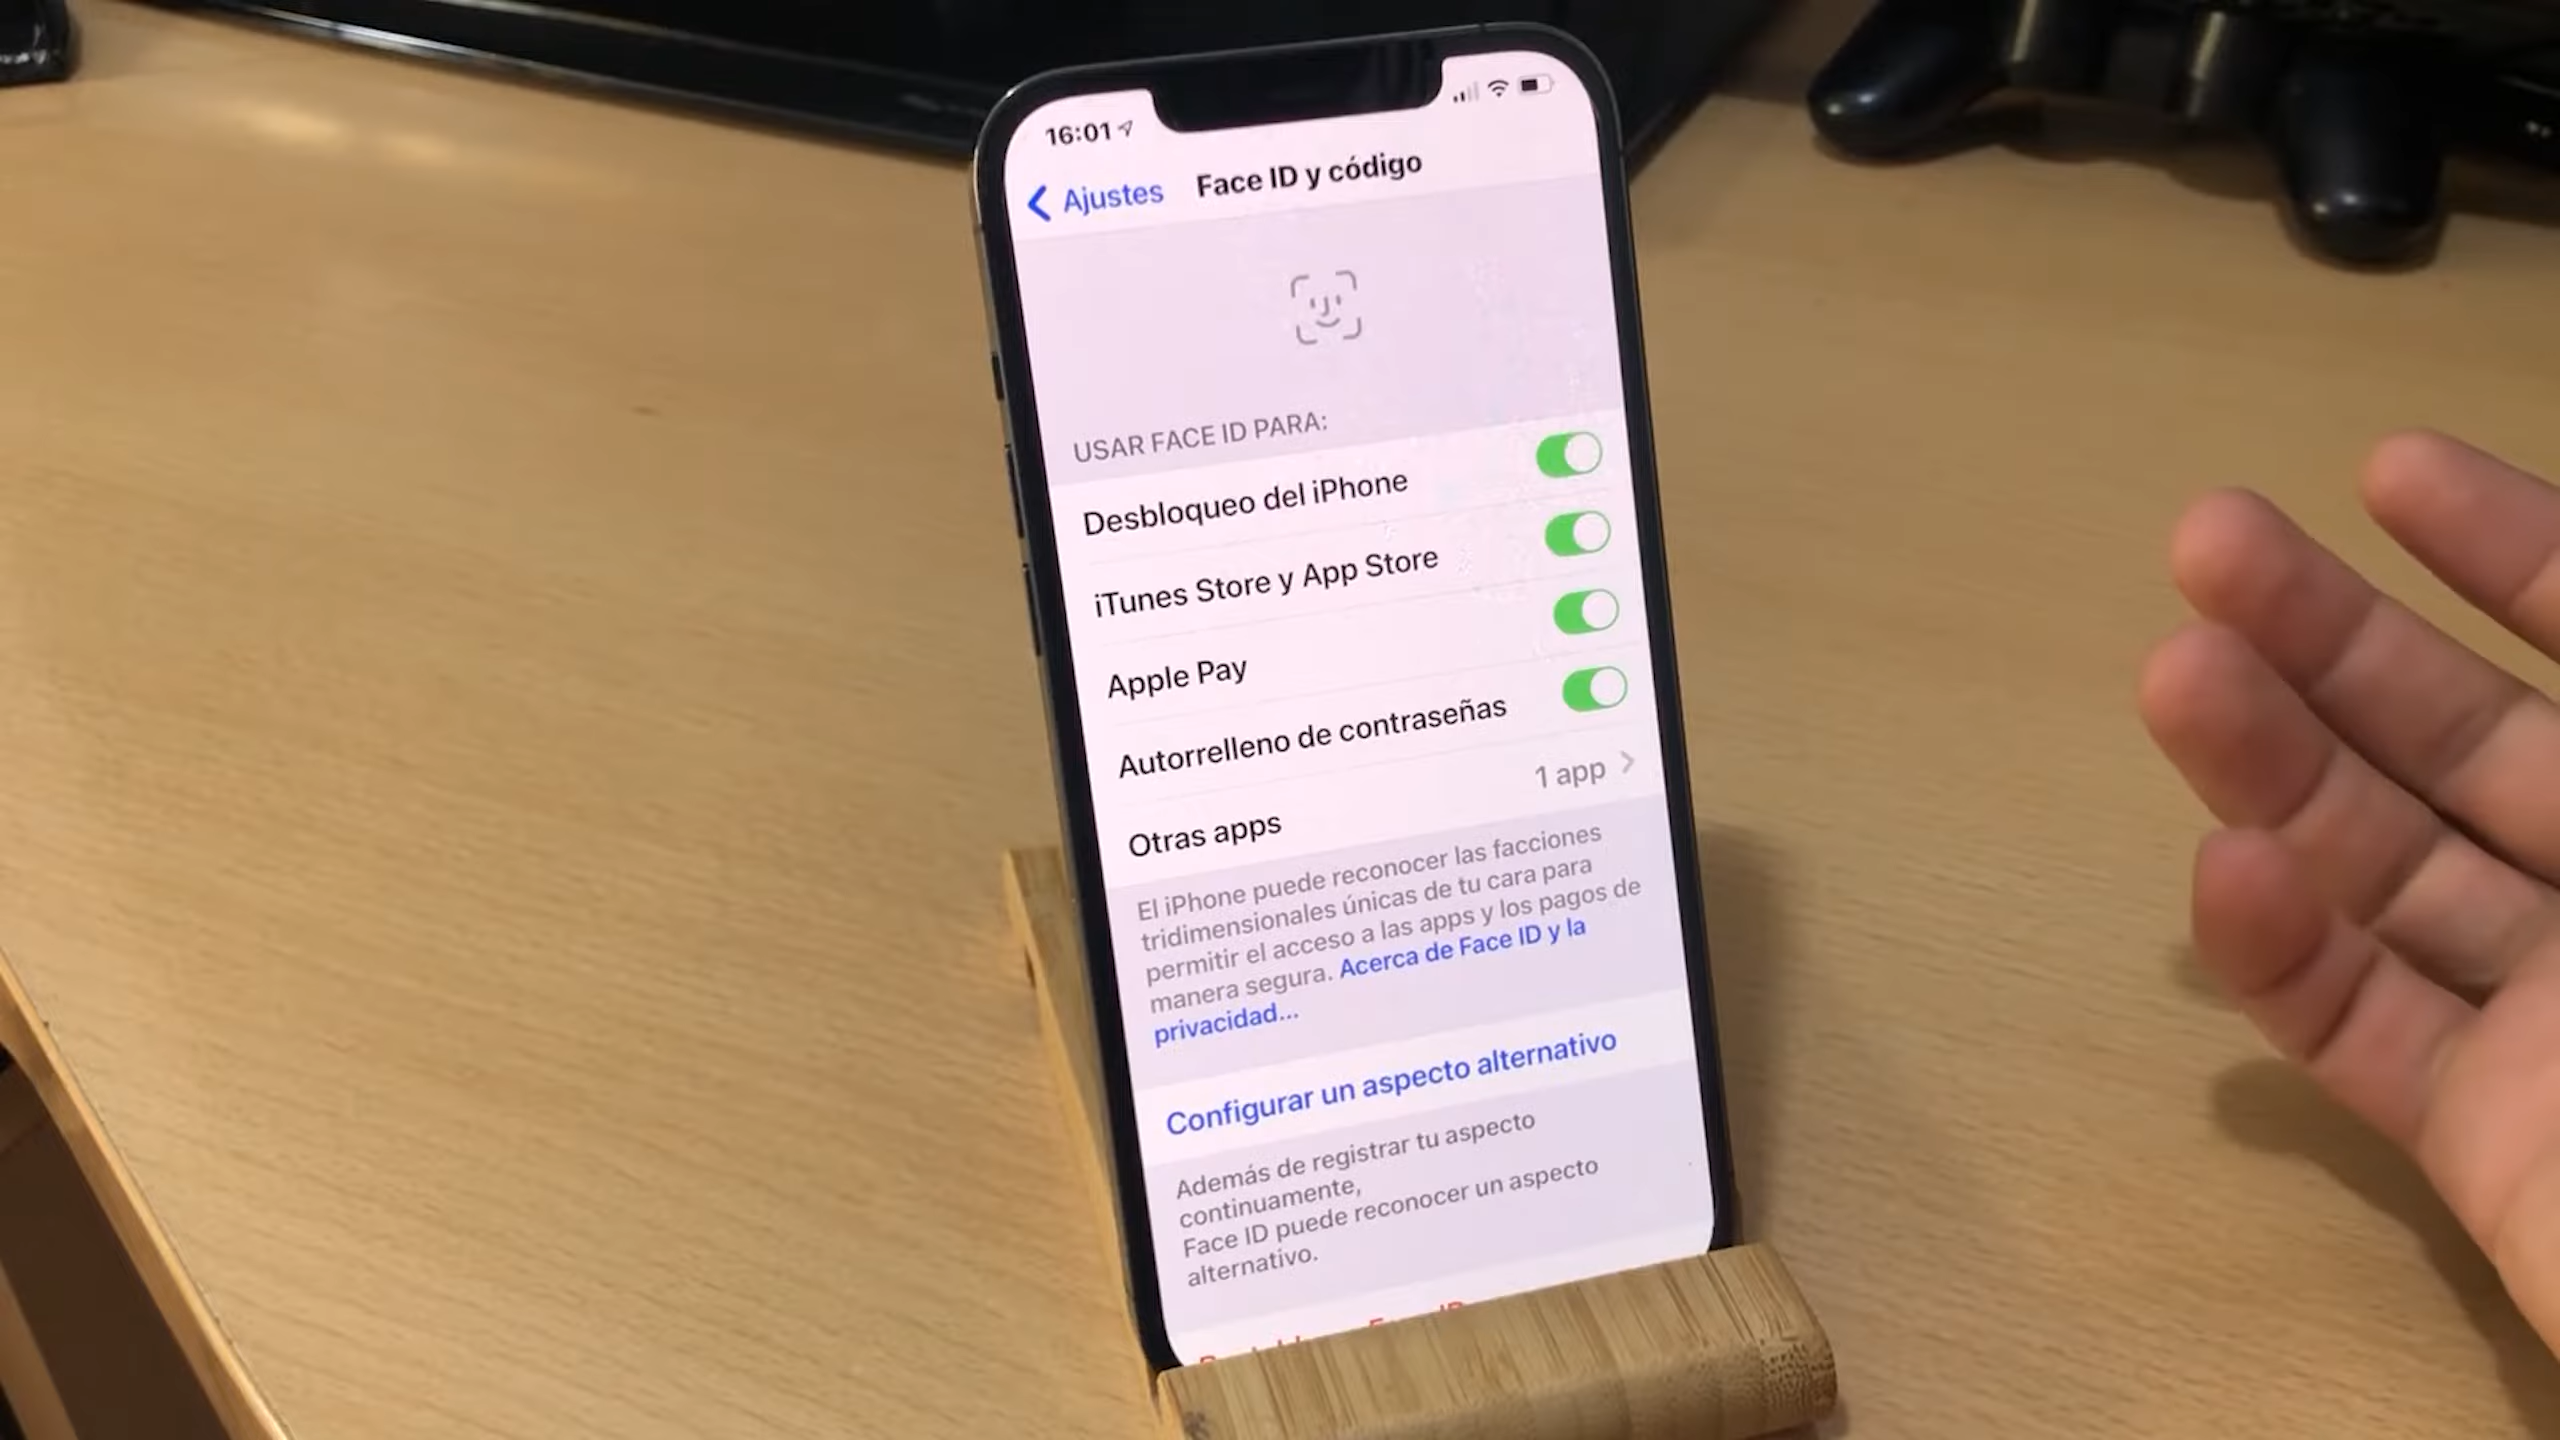 16:01
Ajustes
Face ID y código
USAR FACE ID PARA:
Desbloqueo del iPhone
iTunes Store y App Store
Apple Pay
Autorrelleno de contraseñas
Otras apps 1 app
El iPhone puede reconocer las facciones
tridimensionales únicas de tu cara para
permitir el acceso a las apps y los pagos de
manera segura. Acerca de Face ID y la
privacidad...
Configurar un aspecto alternativo
Además de registrar tu aspecto
continuamente,
Face ID puede reconocer un aspecto
alternativo.